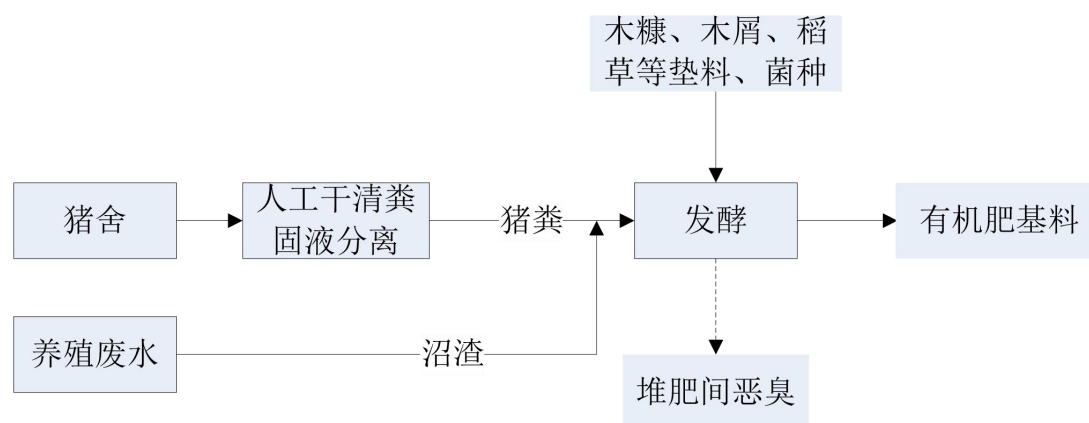 木糠、木屑、稻
草等垫料、菌种
猪舍
人工干清粪
固液分离
猪粪
发酵
有机肥基料
养殖废水
沼渣
堆肥间恶臭